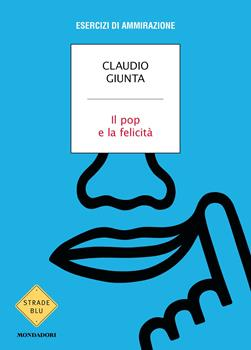 ESERCIZI DI AMMIRAZIONE
CLAUDIO
GIUNTA
Il pop
e la felicità
STRADE
BLU
MONDADORI